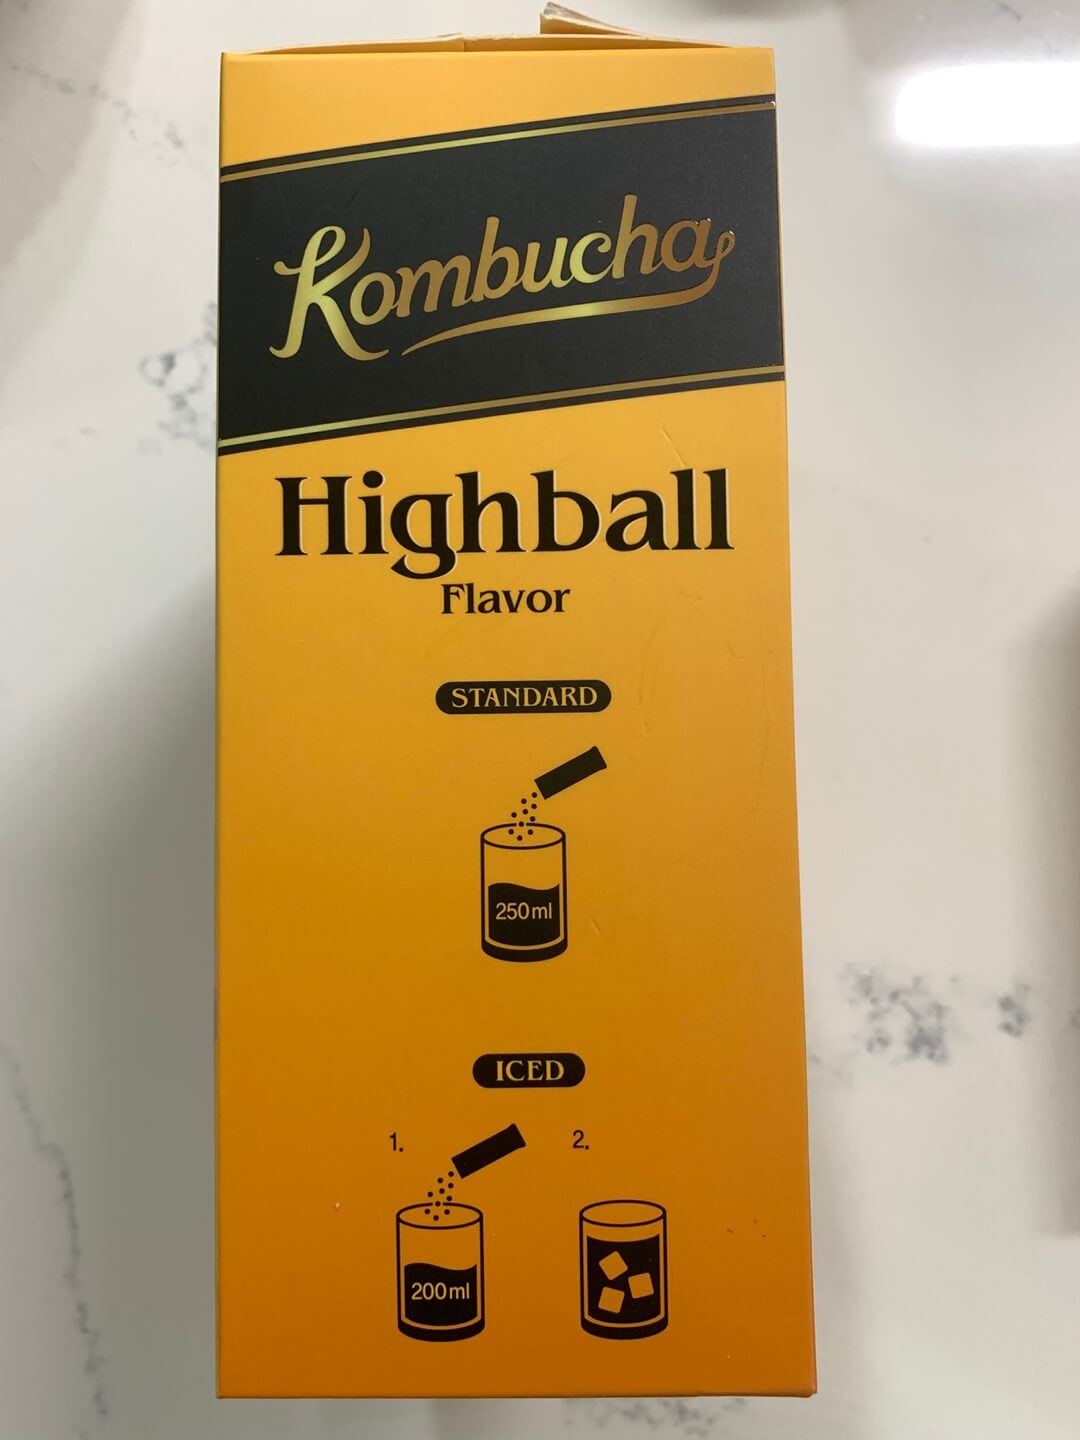 Kombucha
Highball
Flavor
STANDARD
250ml
ICED
1.
2.
200ml